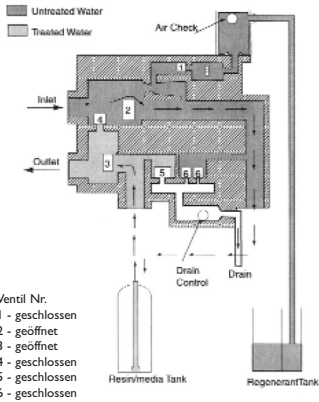 Untreated Water
Treated Water
Air Check
1
Inlet
2
4
Outlet
3
5
6 6
Drain
Control
Drain
Ventil Nr.
1 - geschlossen
2 - geöffnet
3 - geöffnet
4 - geschlossen
5 - geschlossen
6 - geschlossen
Resin/media Tank
RegenerantTank